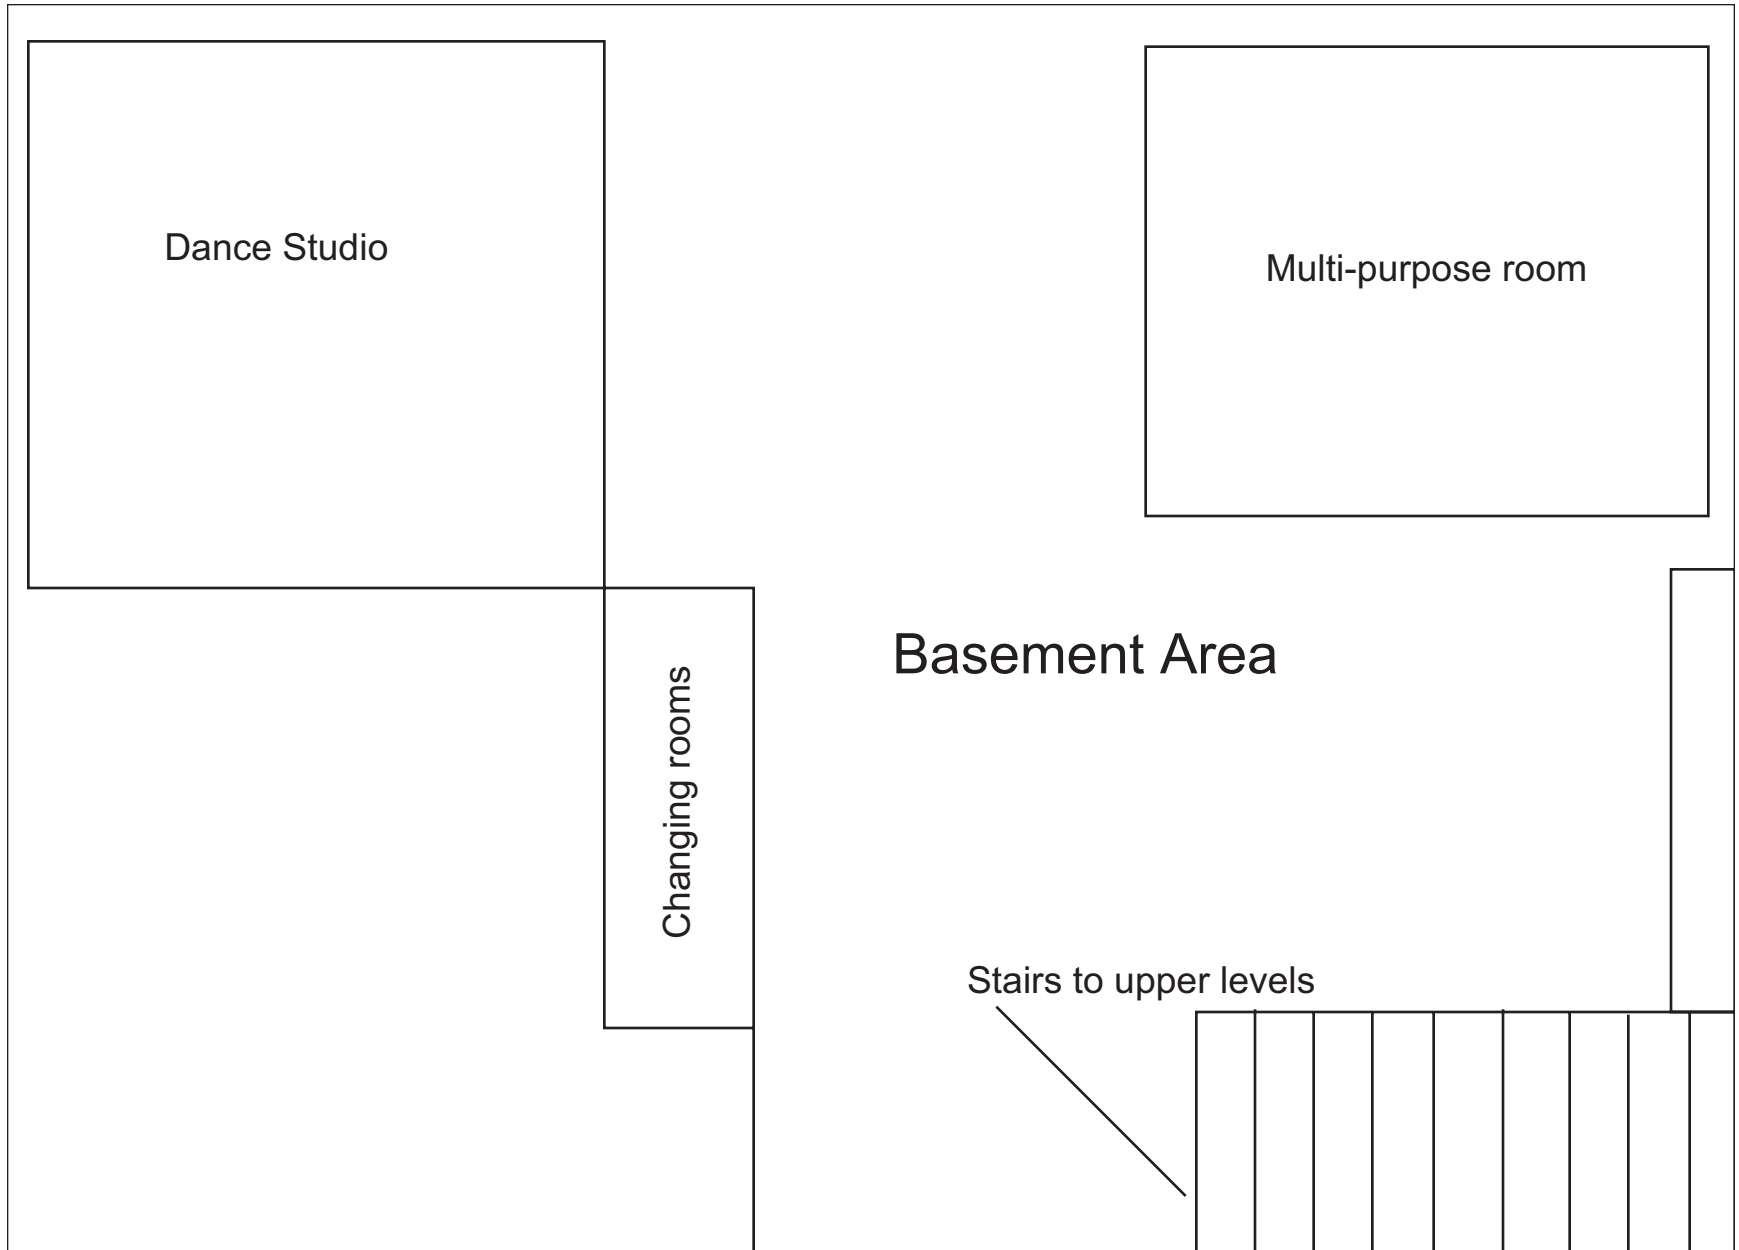 Dance Studio
Multi-purpose room
Basement Area
Changing rooms
Stairs to upper levels